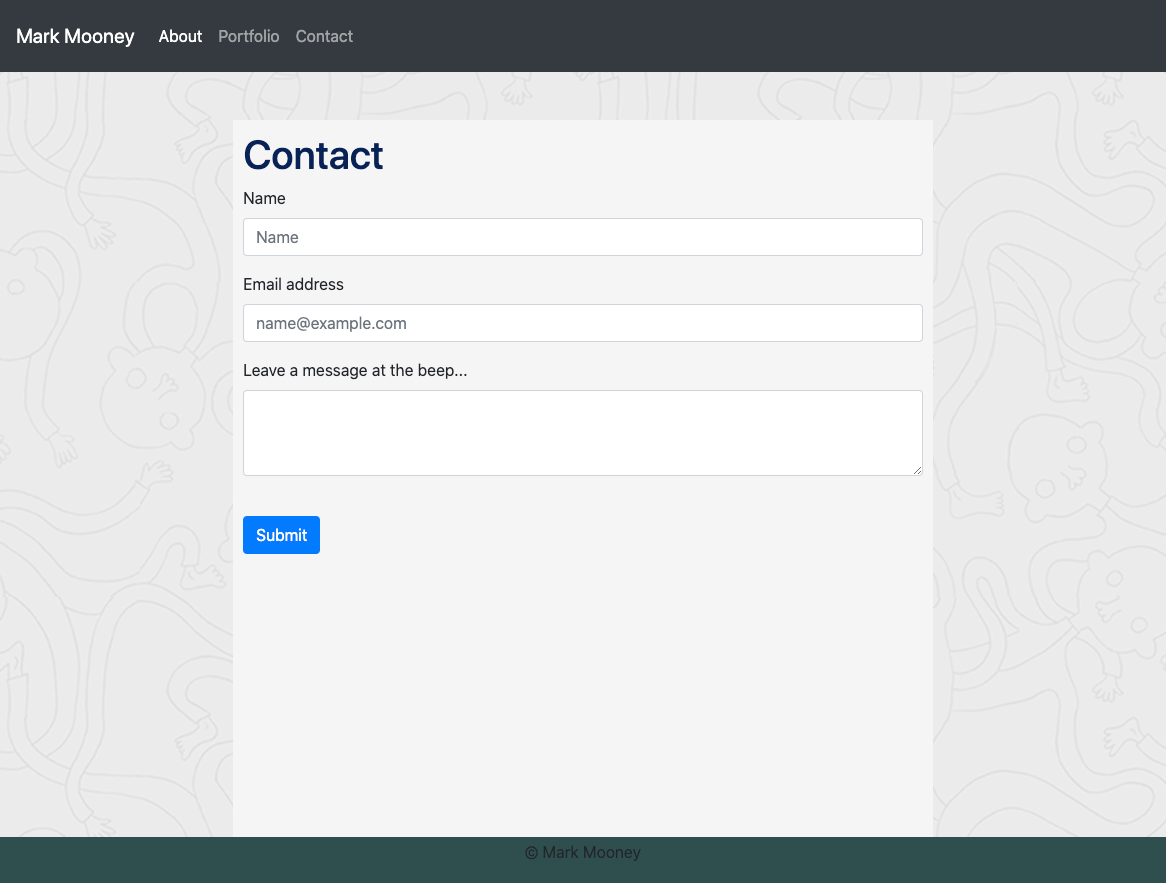 Mark Mooney About Portfolio Contact
Contact
Name
Name
Email address
name@example.com
Leave a message at the beep...
Submit
© Mark Mooney